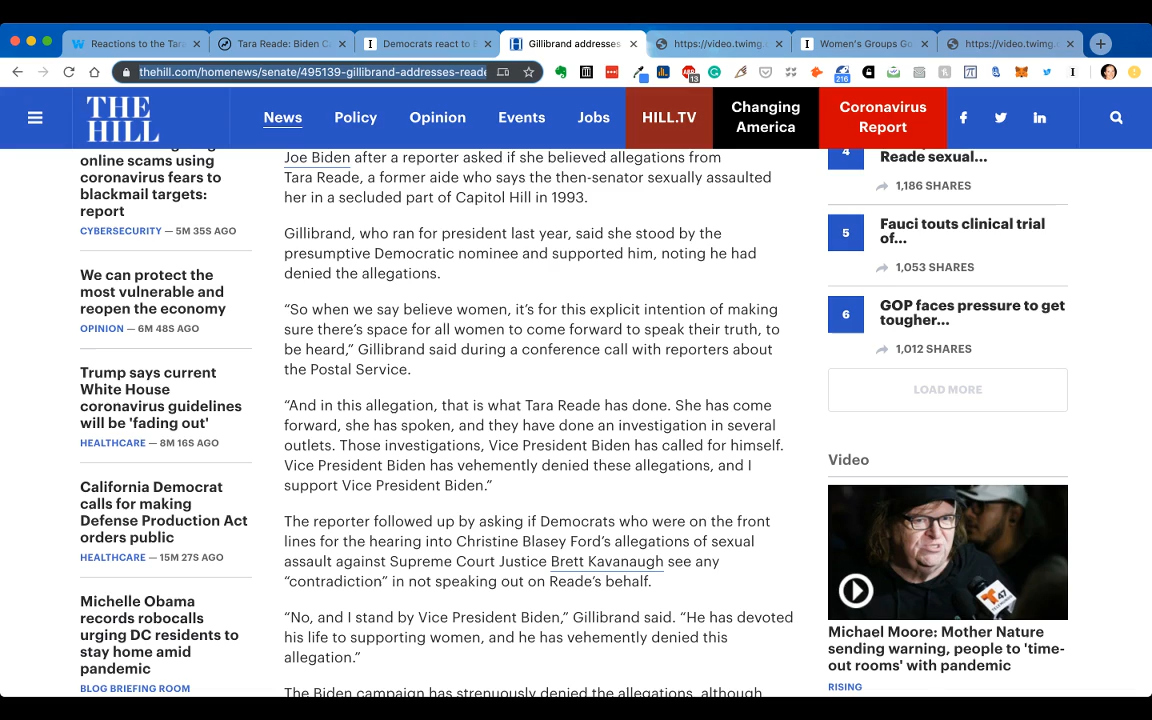 Reactions to the Tar
Tara Reade: Biden C
Democrats react to
Gillibrand addresses
https://video.twimg.c
Women's Groups Go
https://video.twimg.c
thehill.com/homenews/senate/495139-gillibrand-addresses-reade
13
216
THE HILL
News
Policy
Opinion
Events
Jobs
HILL.TV
Changing America
Coronavirus Report
online scams using
coronavirus fears to
blackmail targets:
report
CYBERSECURITY — 5M 35S AGO
We can protect the
most vulnerable and
reopen the economy
OPINION — 6M 48S AGO
Trump says current
White House
coronavirus guidelines
will be 'fading out'
HEALTHCARE — 8M 16S AGO
California Democrat
calls for making
Defense Production Act
orders public
HEALTHCARE — 15M 27S AGO
Michelle Obama
records robocalls
urging DC residents to
stay home amid
pandemic
BLOG BRIEFING ROOM
Joe Biden after a reporter asked if she believed allegations from
Tara Reade, a former aide who says the then-senator sexually assaulted
her in a secluded part of Capitol Hill in 1993.
Gillibrand, who ran for president last year, said she stood by the
presumptive Democratic nominee and supported him, noting he had
denied the allegations.
“So when we say believe women, it’s for this explicit intention of making
sure there’s space for all women to come forward to speak their truth, to
be heard,” Gillibrand said during a conference call with reporters about
the Postal Service.
“And in this allegation, that is what Tara Reade has done. She has come
forward, she has spoken, and they have done an investigation in several
outlets. Those investigations, Vice President Biden has called for himself.
Vice President Biden has vehemently denied these allegations, and I
support Vice President Biden.”
The reporter followed up by asking if Democrats who were on the front
lines for the hearing into Christine Blasey Ford’s allegations of sexual
assault against Supreme Court Justice Brett Kavanaugh see any
“contradiction” in not speaking out on Reade’s behalf.
“No, and I stand by Vice President Biden,” Gillibrand said. “He has devoted
his life to supporting women, and he has vehemently denied this
allegation.”
The Biden campaign has strenuously denied the allegations, although
4
Reade sexual...
1,186 SHARES
5
Fauci touts clinical trial
of...
1,053 SHARES
6
GOP faces pressure to get
tougher...
1,012 SHARES
LOAD MORE
Video
47
Michael Moore: Mother Nature
sending warning, people to 'time-
out rooms' with pandemic
RISING